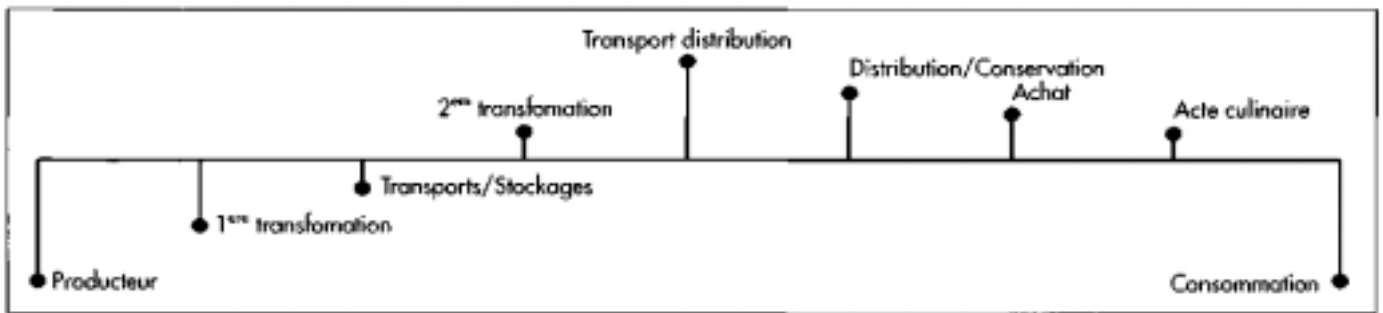 Transport distribution
Distribution/Conservation
Achat
2ème transfomation
Acte culinaire
Transports/Stockages
1ère transfomation
Producteur
Consommation